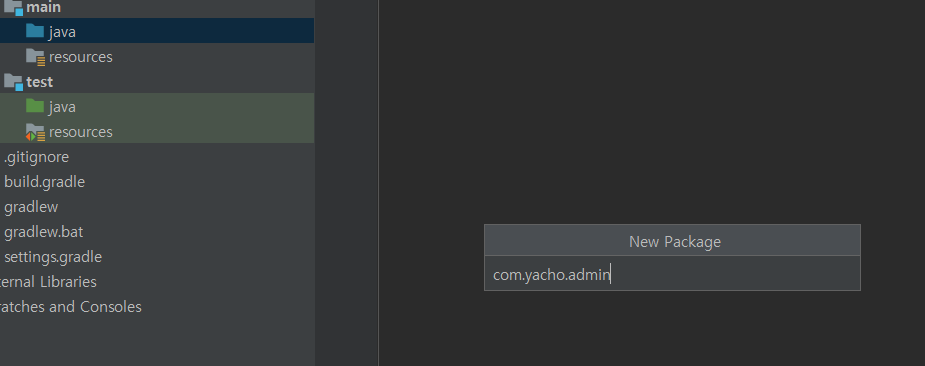 main
java
resources
test
java
resources
.gitignore
build.gradle
gradlew
gradlew.bat
settings.gradle
ternal Libraries
ratches and Consoles
New Package
com.yacho.admin